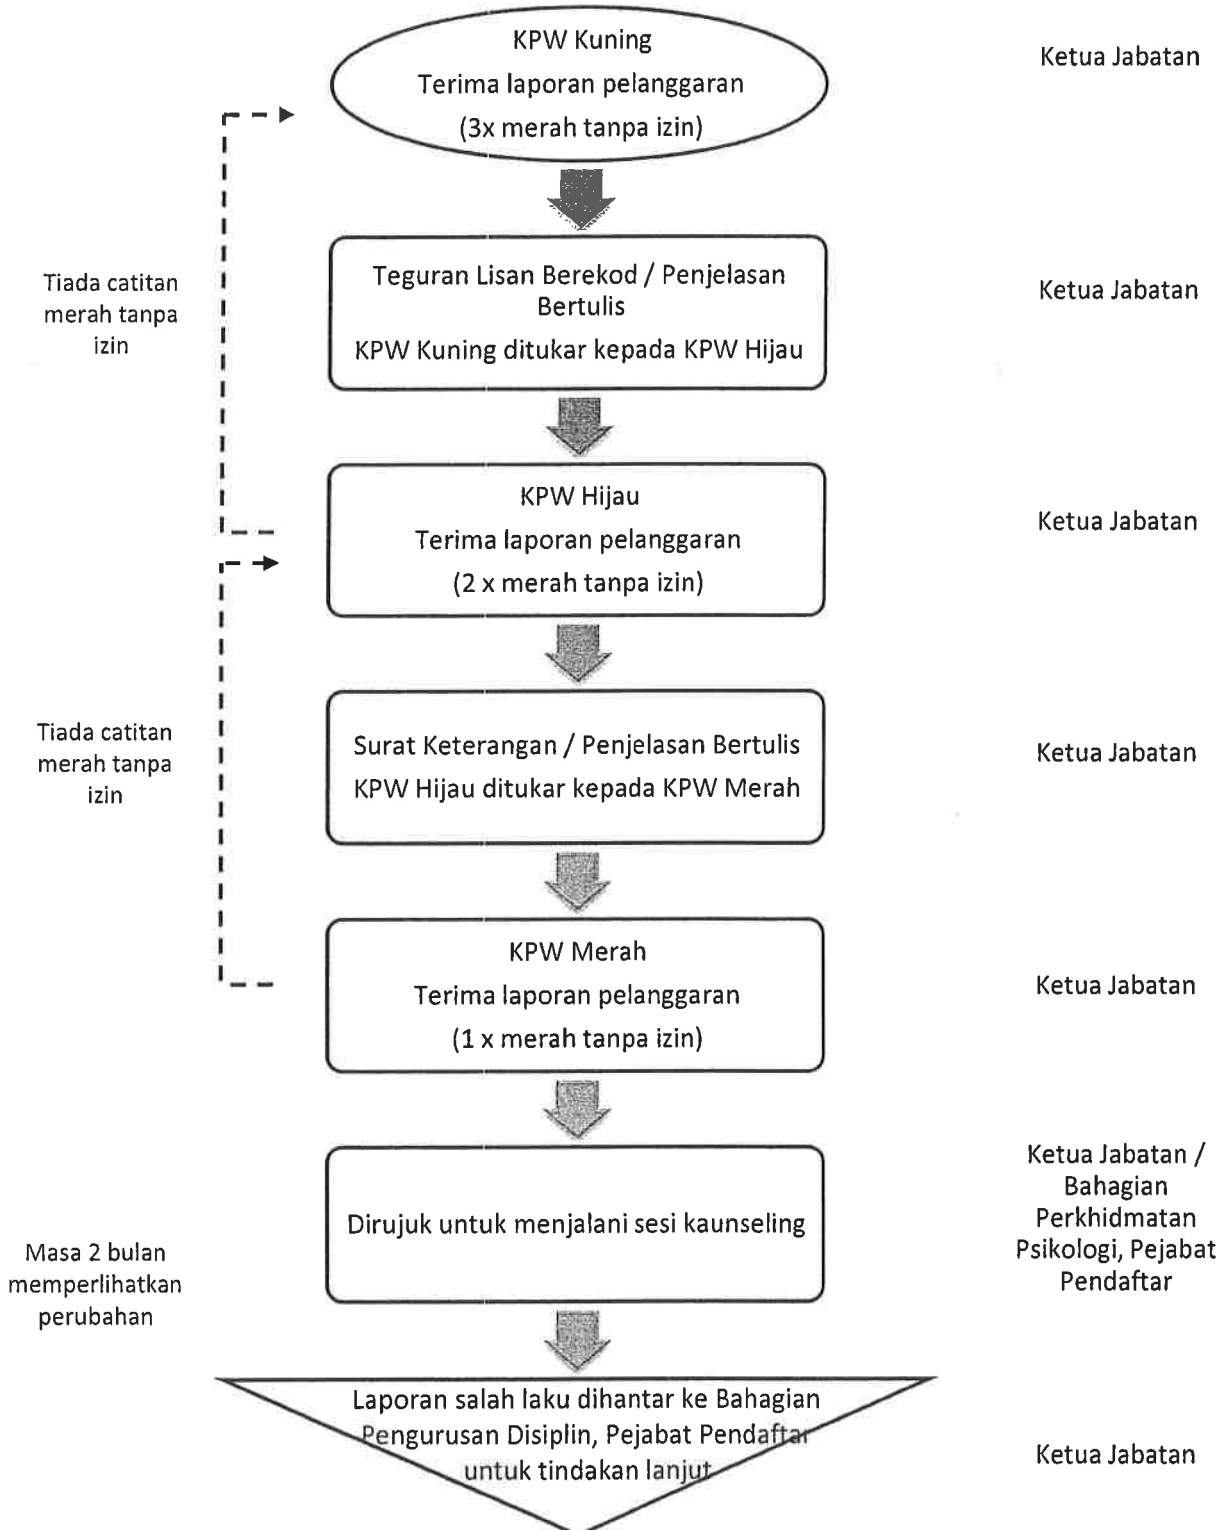 KPW Kuning
Terima laporan pelanggaran
(3x merah tanpa izin)
Ketua Jabatan
Tiada catitan
merah tanpa
izin
Teguran Lisan Berekod / Penjelasan
Bertulis
KPW Kuning ditukar kepada KPW Hijau
Ketua Jabatan
KPW Hijau
Terima laporan pelanggaran
(2 x merah tanpa izin)
Ketua Jabatan
Tiada catitan
merah tanpa
izin
Surat Keterangan / Penjelasan Bertulis
KPW Hijau ditukar kepada KPW Merah
Ketua Jabatan
KPW Merah
Terima laporan pelanggaran
(1 x merah tanpa izin)
Ketua Jabatan
Masa 2 bulan
memperlihatkan
perubahan
Dirujuk untuk menjalani sesi kaunseling
Ketua Jabatan /
Bahagian
Perkhidmatan
Psikologi, Pejabat
Pendaftar
Laporan salah laku dihantar ke Bahagian
Pengurusan Disiplin, Pejabat Pendaftar
untuk tindakan lanjut
Ketua Jabatan